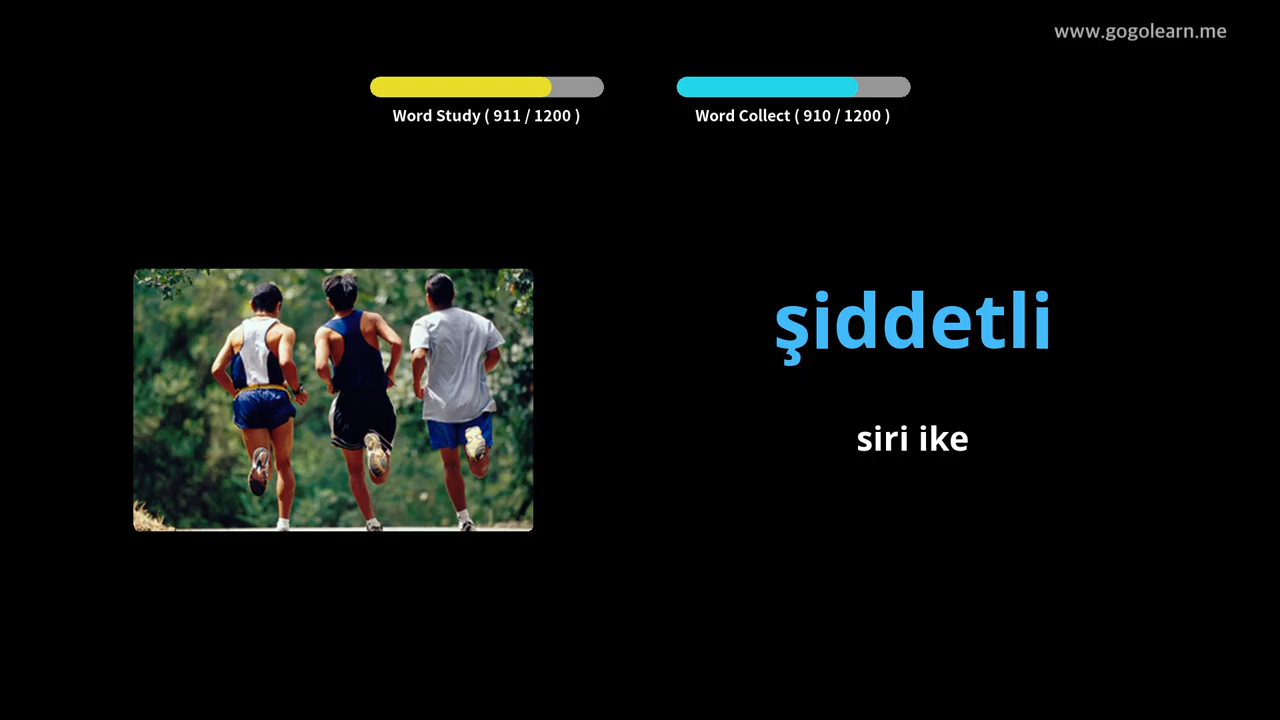 www.gogolearn.me
Word Study ( 911 / 1200 )
Word Collect ( 910 / 1200 )
şiddetli
siri ike